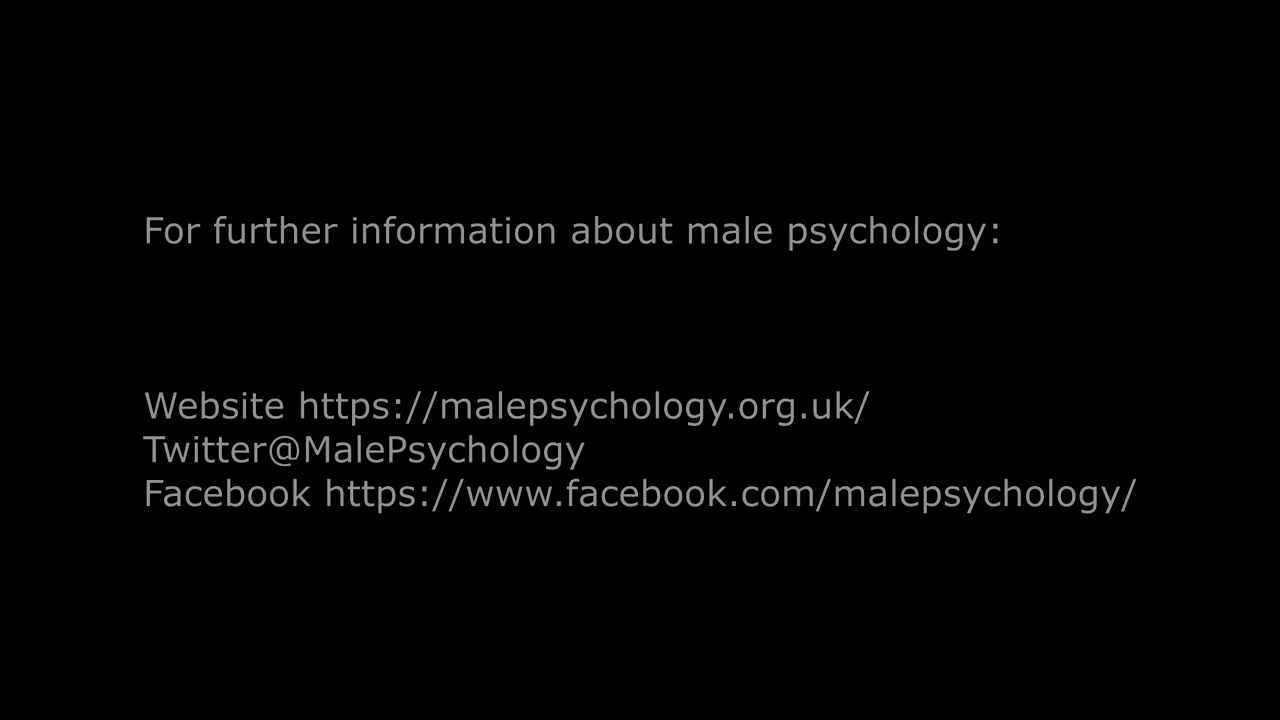 For further information about male psychology:
Website https://malepsychology.org.uk/
Twitter@MalePsychology
Facebook https://www.facebook.com/malepsychology/